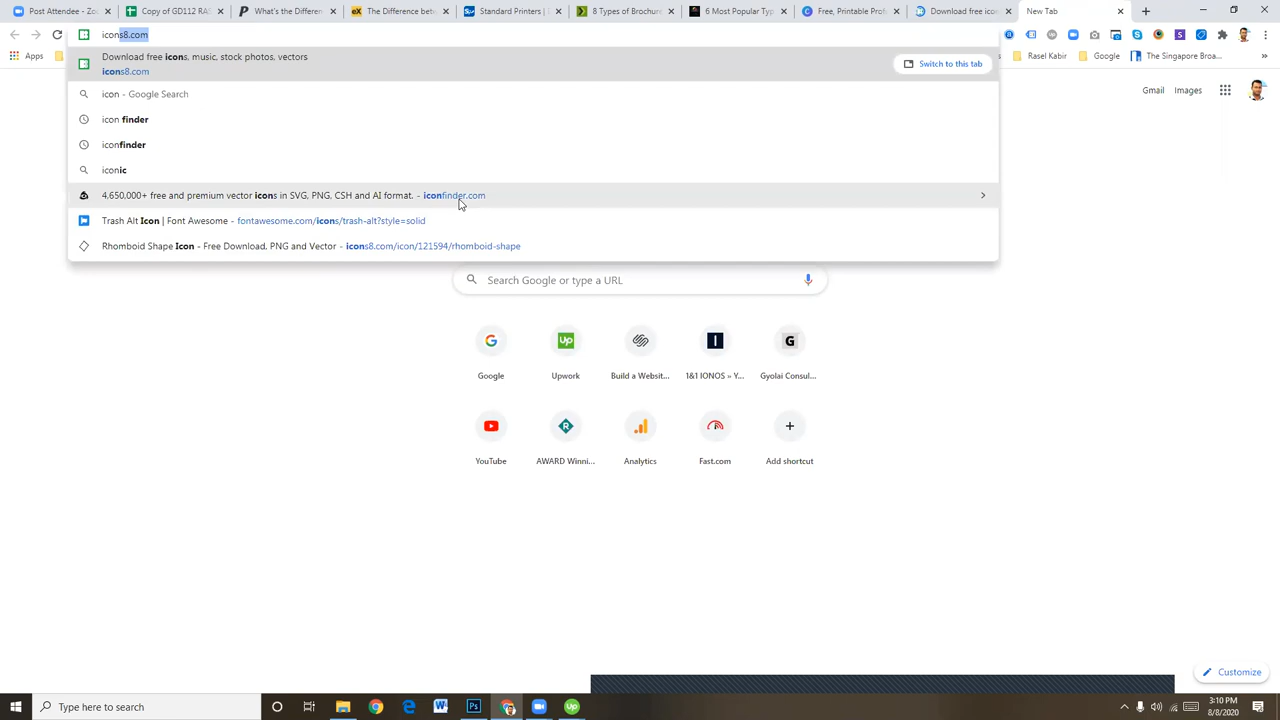 Post Attendee - Zo
Copy of GD112 RAS
What's the Differen
The Difference betw
Standard Printers |
8 Types of Brochure
6 Most Popular Typ
Free, Printable Profe
Download free icon
New Tab
icons8.com
Apps
Rasel Kabir
Google
The Singapore Broa...
Download free icons, music, stock photos, vectors
icons8.com
Switch to this tab
icon - Google Search
icon finder
iconfinder
iconic
4,650,000+ free and premium vector icons in SVG, PNG, CSH and AI format. - iconfinder.com
Trash Alt Icon | Font Awesome - fontawesome.com/icons/trash-alt?style=solid
Rhomboid Shape Icon - Free Download, PNG and Vector - icons8.com/icon/121594/rhomboid-shape
Gmail
Images
Search Google or type a URL
Google
Upwork
Build a Websit...
1&1 IONOS » Y...
Gyolai Consul...
YouTube
AWARD Winni...
Analytics
Fast.com
Add shortcut
Customize
Type here to search
3:10 PM
8/8/2020